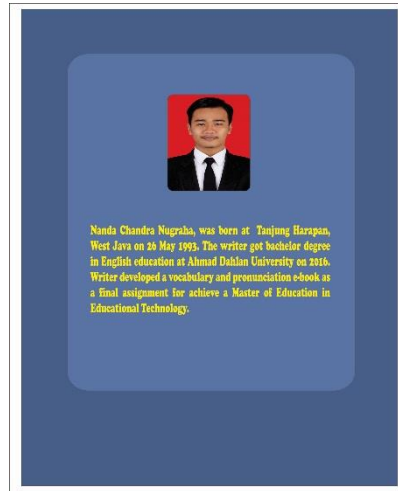 Nanda Chandra Nugraha, was born at Tanjung Harapan,
West Java on 26 May 1993. The writer got bachelor degree
in English education at Ahmad Dahlan University on 2016.
Writer developed a vocabulary and pronunciation e-book as
a final assignment for achieve a Master of Education in
Educational Technology.